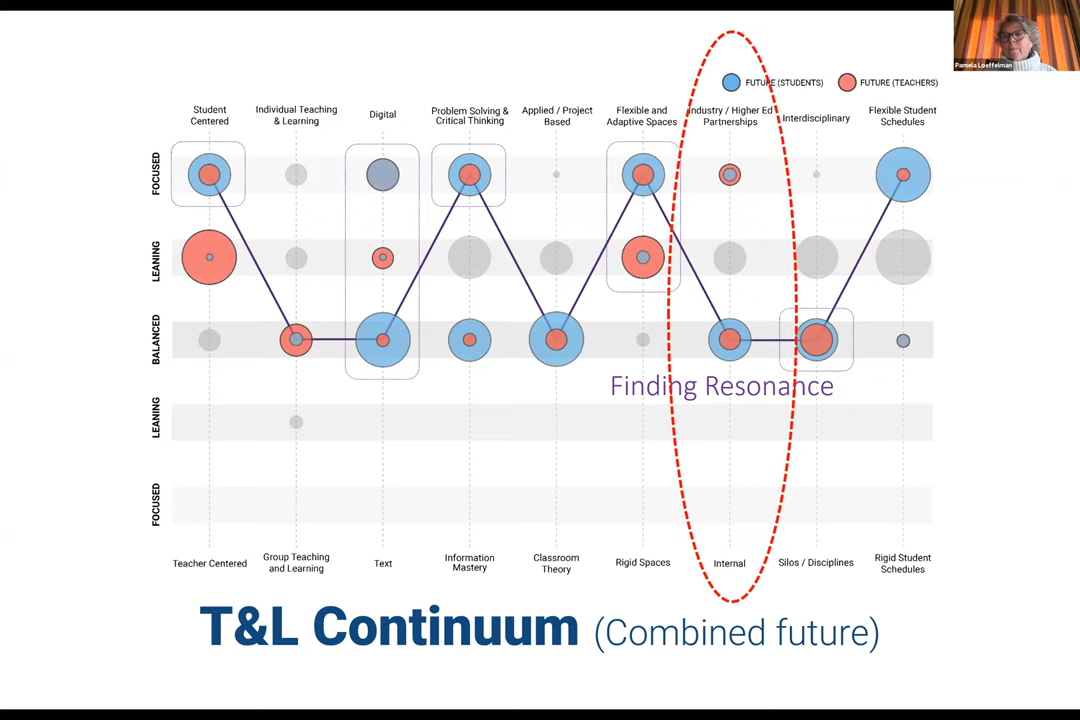 Pamela Loeffelman
FUTURE (STUDENTS)
FUTURE (TEACHERS)
Student
Centered
Individual Teaching
& Learning
Digital
Problem Solving &
Critical Thinking
Applied / Project
Based
Flexible and
Adaptive Spaces
Industry / Higher Ed
Partnerships
Interdisciplinary
Flexible Student
Schedules
FOCUSED
LEANING
BALANCED
LEANING
FOCUSED
Finding Resonance
Teacher Centered
Group Teaching
and Learning
Text
Information
Mastery
Classroom
Theory
Rigid Spaces
Internal
Silos / Disciplines
Rigid Student
Schedules
T&L Continuum (Combined future)